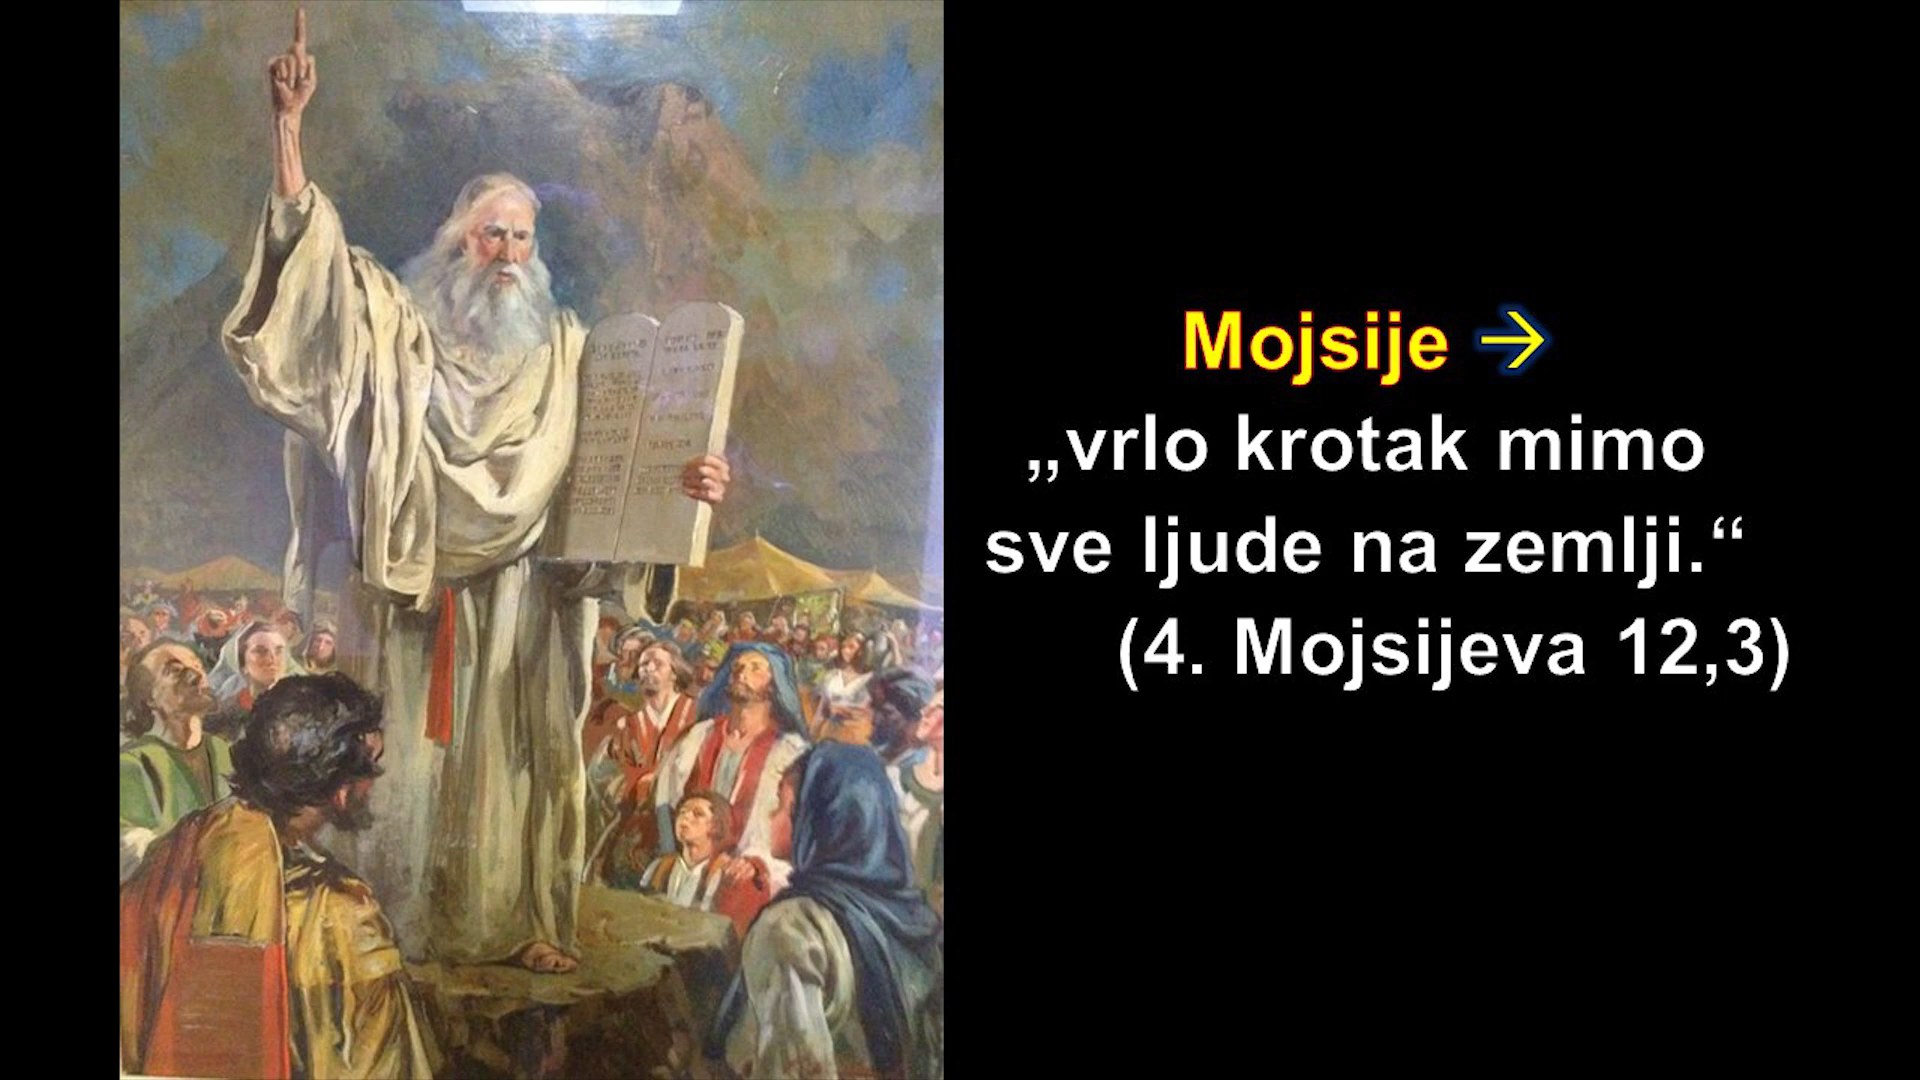 Mojsije →
„vrlo krotak mimo
sve ljude na zemlji.“
(4. Mojsijeva 12,3)